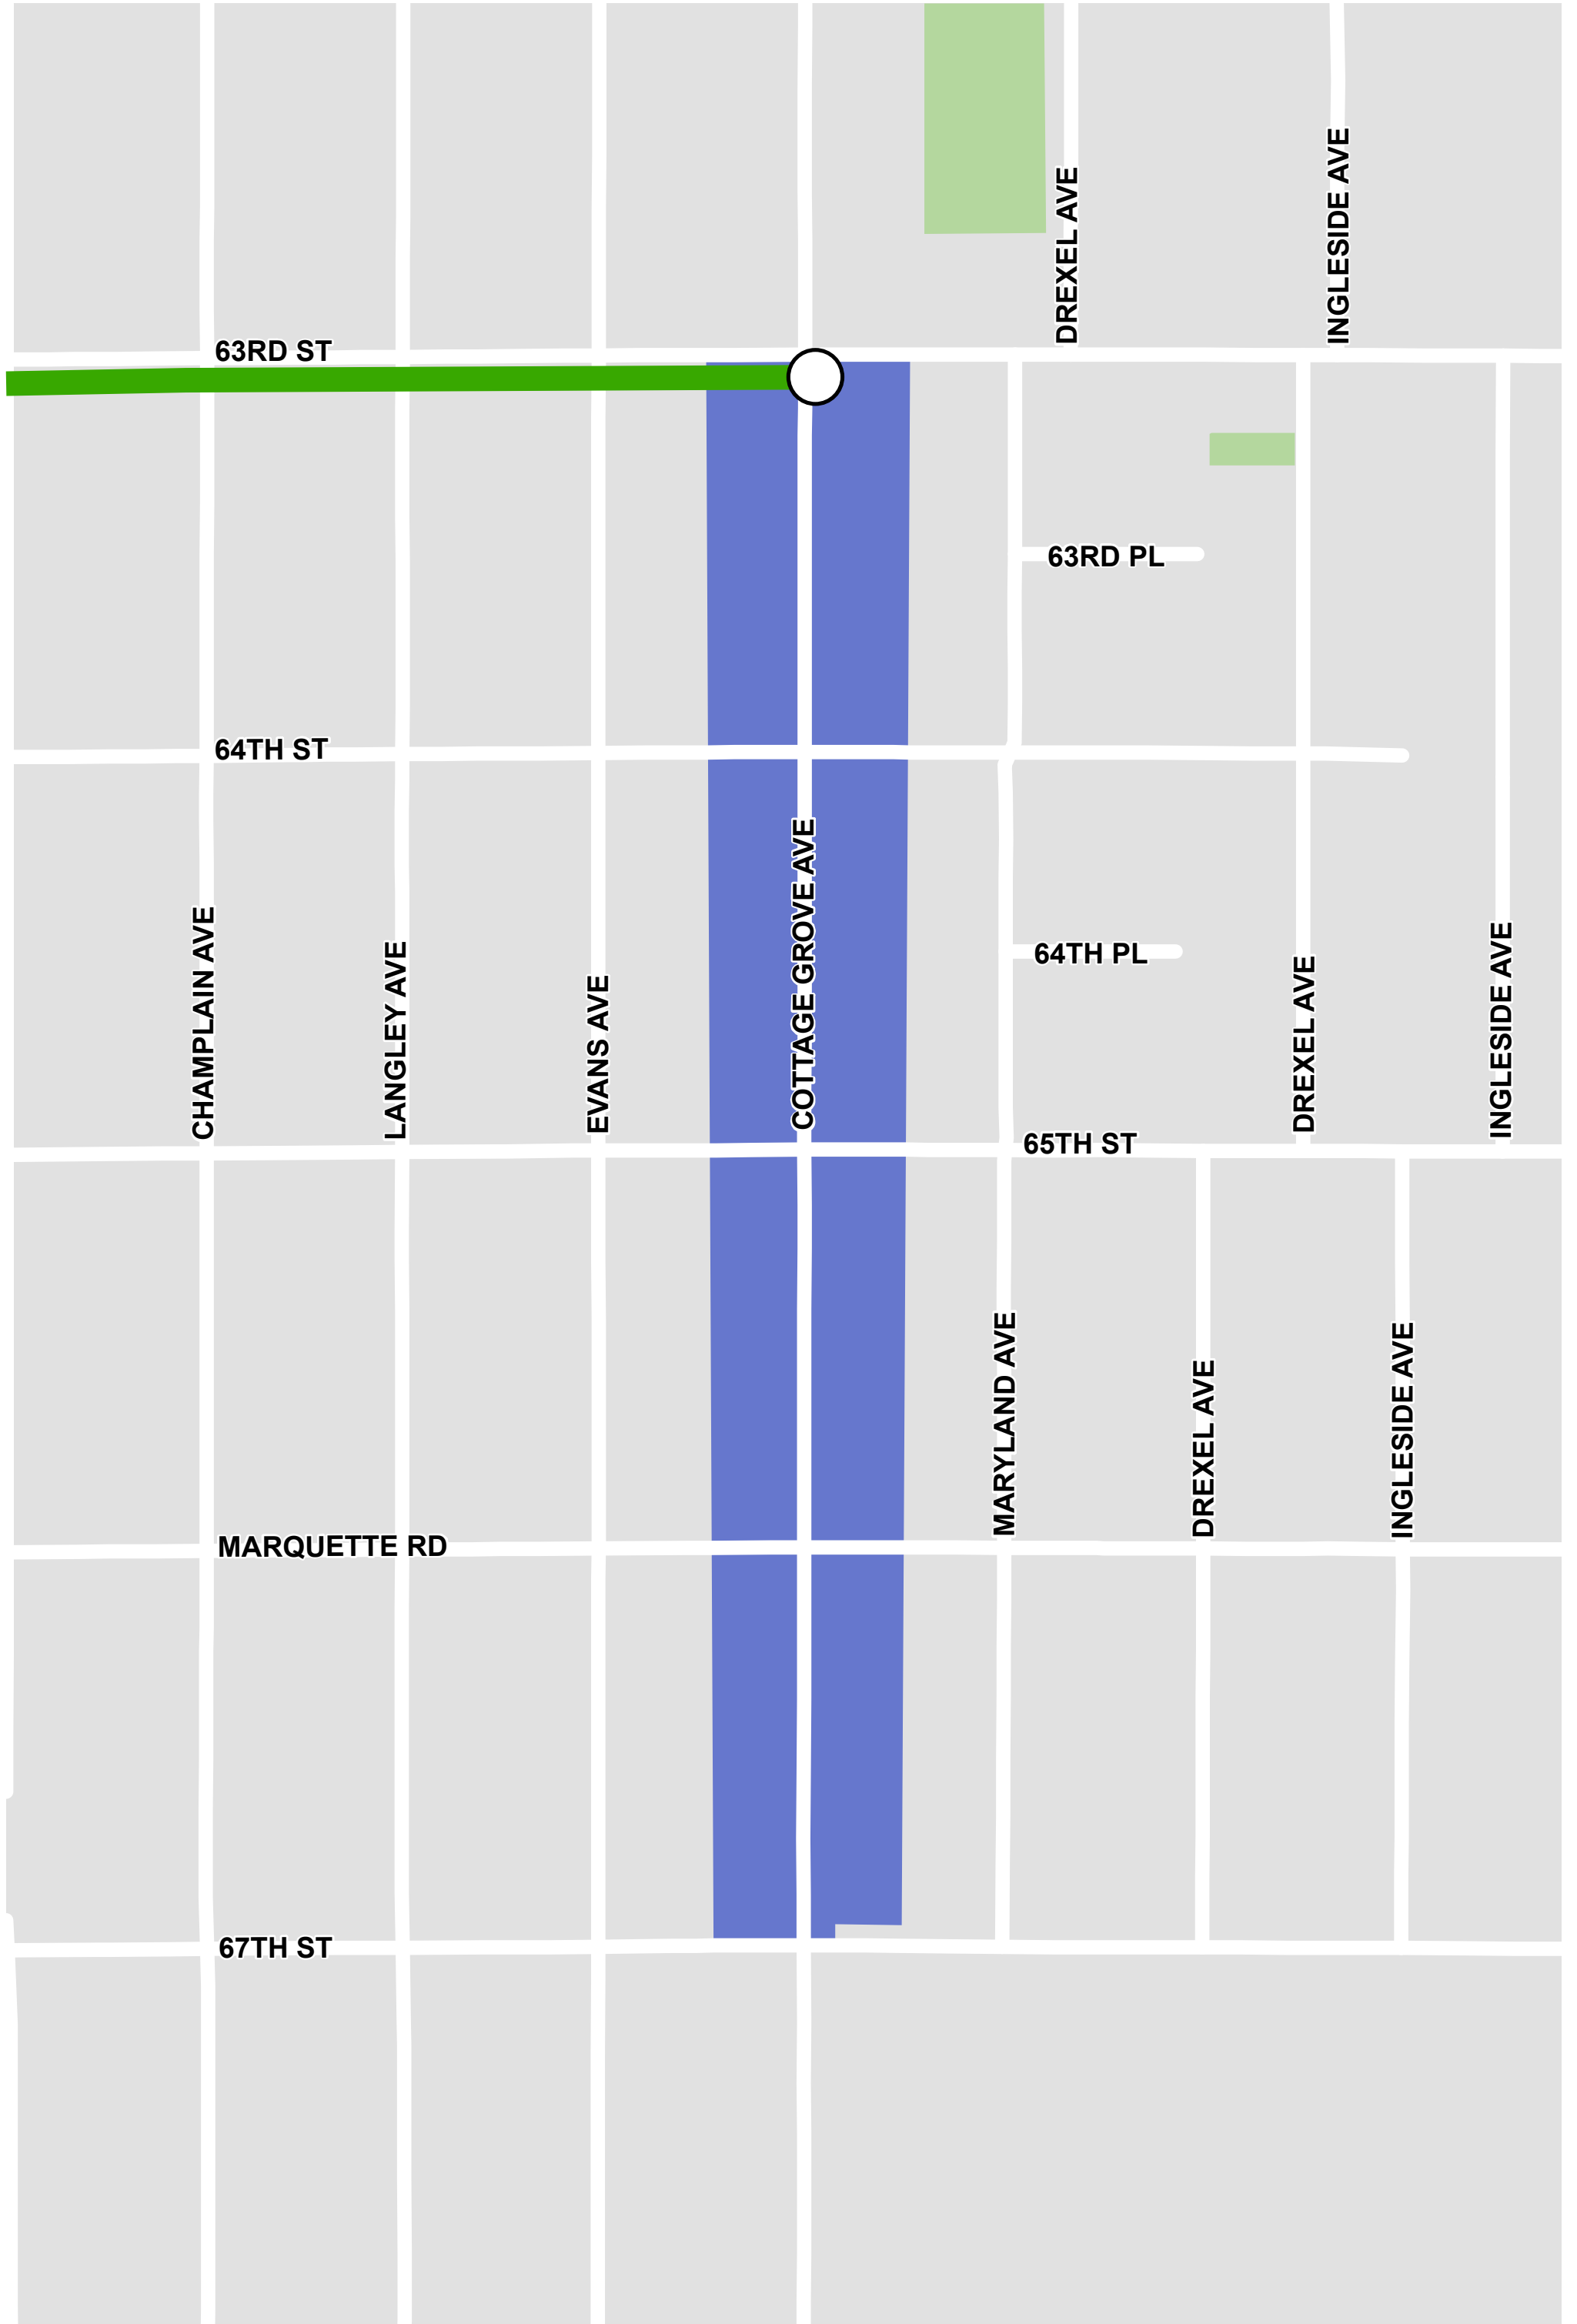 DREXEL AVE
INGLESIDE AVE
63RD ST
63RD PL
64TH ST
COTTAGE GROVE AVE
CHAMPLAIN AVE
LANGLEY AVE
EVANS AVE
64TH PL
DREXEL AVE
INGLESIDE AVE
65TH ST
MARYLAND AVE
DREXEL AVE
INGLESIDE AVE
MARQUETTE RD
67TH ST